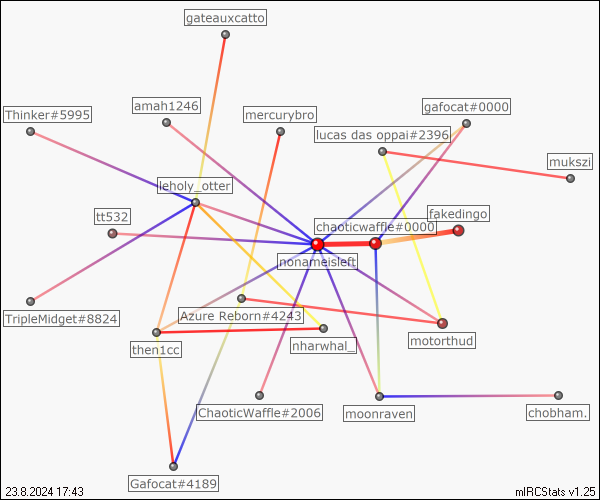 gateauxcatto
Thinker#5995
amah1246
mercurybro
gafocat#0000
lucas das oppai#2396
mukszi
leholy_otter
tt532
chaoticwaffle#0000
fakedingo
nonameisleft
TripleMidget#8824
Azure Reborn#4243
then1cc
nharwhal_
motorthud
ChaoticWaffle#2006
moonraven
chobham.
Gafocat#4189
23.8.2024 17:43
mIRCStats v1.25